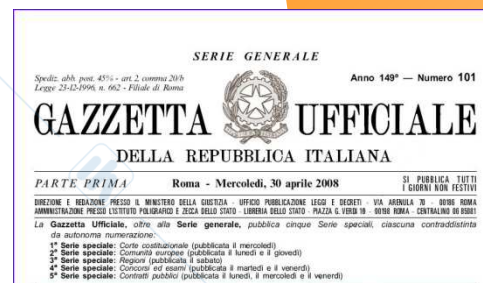 SERIE GENERALE
Spediz. abb. post. 45% - art. 2, comma 20/b
Legge 23-12-1996, n. 662 - Filiale di Roma
Anno 149° — Numero 101
GAZZETTA UFFICIALE
DELLA REPUBBLICA ITALIANA
PARTE PRIMA
Roma - Mercoledì, 30 aprile 2008
SI PUBBLICA TUTTI
I GIORNI NON FESTIVI
DIREZIONE E REDAZIONE PRESSO IL MINISTERO DELLA GIUSTIZIA - UFFICIO PUBBLICAZIONE LEGGI E DECRETI - VIA ARENULA 70 - 00186 ROMA
AMMINISTRAZIONE PRESSO L'ISTITUTO POLIGRAFICO E ZECCA DELLO STATO - LIBRERIA DELLO STATO - PIAZZA G. VERDI 10 - 00198 ROMA - CENTRALINO 06 85081
La Gazzetta Ufficiale, oltre alla Serie generale, pubblica cinque Serie speciali, ciascuna contraddistinta
da autonoma numerazione:
1ª Serie speciale: Corte costituzionale (pubblicata il mercoledì)
2ª Serie speciale: Comunità europee (pubblicata il lunedì e il giovedì)
3ª Serie speciale: Regioni (pubblicata il sabato)
4ª Serie speciale: Concorsi ed esami (pubblicata il martedì e il venerdì)
5ª Serie speciale: Contratti pubblici (pubblicata il lunedì, il mercoledì e il venerdì)